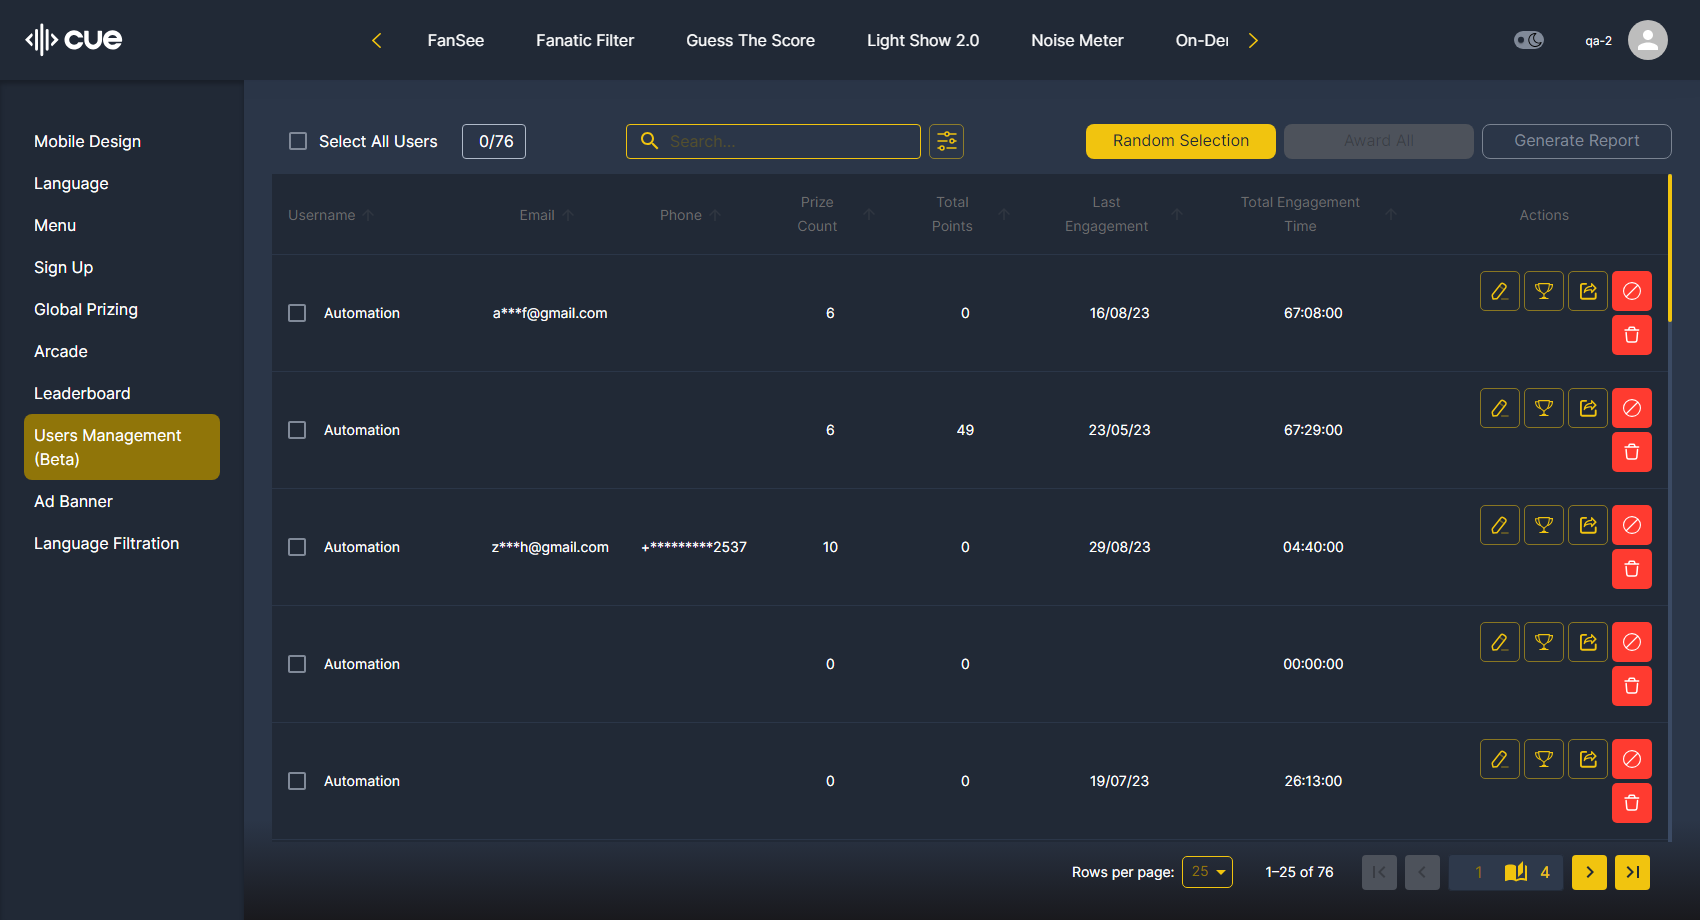 cue
FanSee
Fanatic Filter
Guess The Score
Light Show 2.0
Noise Meter
On-Der
qa-2
Mobile Design
Language
Menu
Sign Up
Global Prizing
Arcade
Leaderboard
Users Management
(Beta)
Ad Banner
Language Filtration
Select All Users
0/76
Search...
Random Selection
Award All
Generate Report
Username
Email
Phone
Prize
Count
Total
Points
Last
Engagement
Total Engagement
Time
Actions
Automation a***f@gmail.com 6 0 16/08/23 67:08:00
Automation 6 49 23/05/23 67:29:00
Automation z***h@gmail.com +*********2537 10 0 29/08/23 04:40:00
Automation 0 0 00:00:00
Automation 0 0 19/07/23 26:13:00
Rows per page: 25 1–25 of 76 1 4